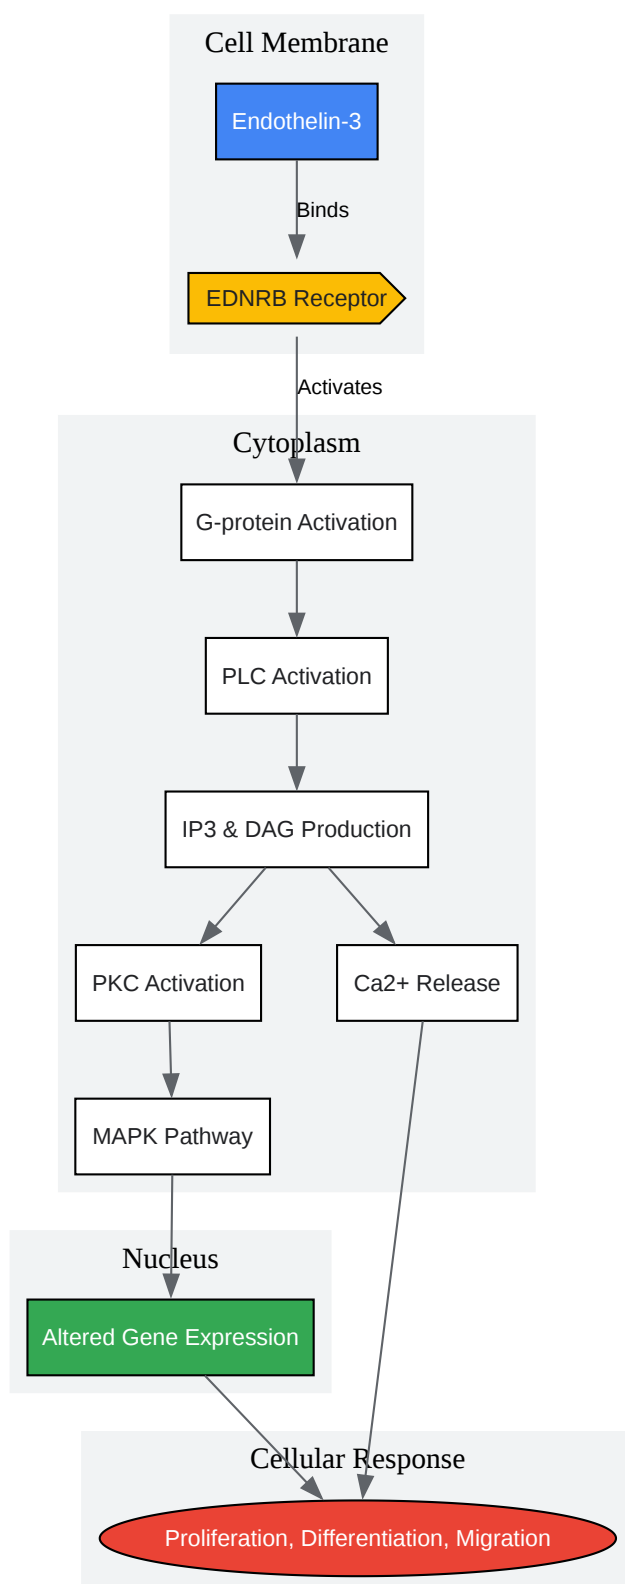 Cell Membrane
Endothelin-3
Binds
EDNRB Receptor
Activates
Cytoplasm
G-protein Activation
PLC Activation
IP3 & DAG Production
PKC Activation
Ca2+ Release
MAPK Pathway
Nucleus
Altered Gene Expression
Cellular Response
Proliferation, Differentiation, Migration